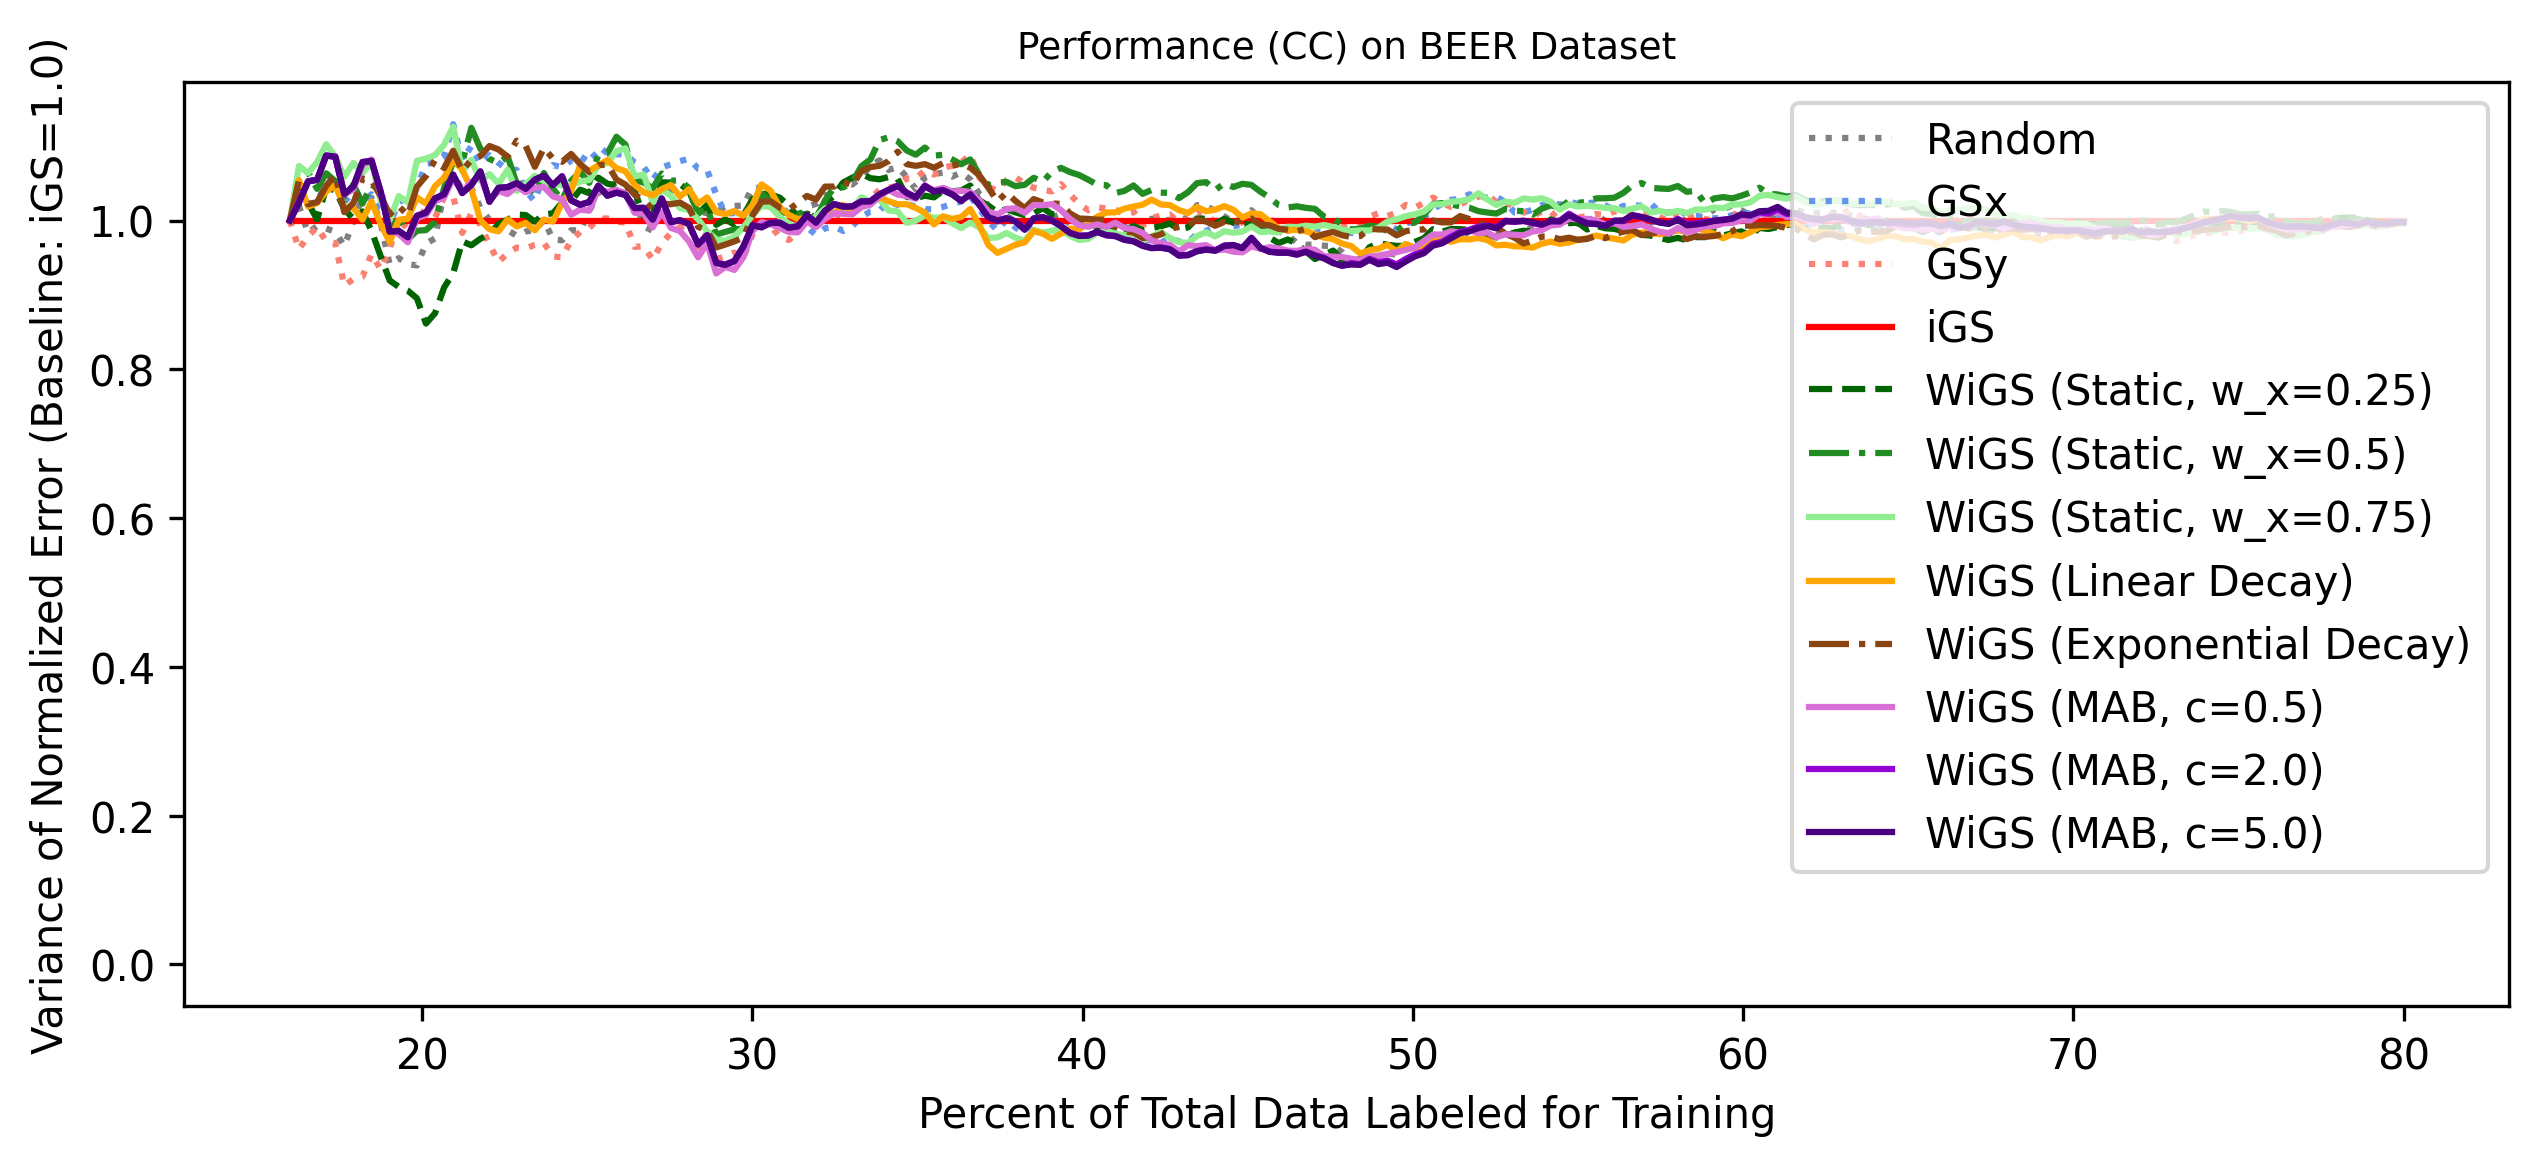 Performance (CC) on BEER Dataset
Variance of Normalized Error (Baseline: iGS=1.0)
1.0
0.8
0.6
0.4
0.2
0.0
20
30
40
50
60
70
80
Percent of Total Data Labeled for Training
Random
GSx
GSy
iGS
WiGS (Static, w_x=0.25)
WiGS (Static, w_x=0.5)
WiGS (Static, w_x=0.75)
WiGS (Linear Decay)
WiGS (Exponential Decay)
WiGS (MAB, c=0.5)
WiGS (MAB, c=2.0)
WiGS (MAB, c=5.0)